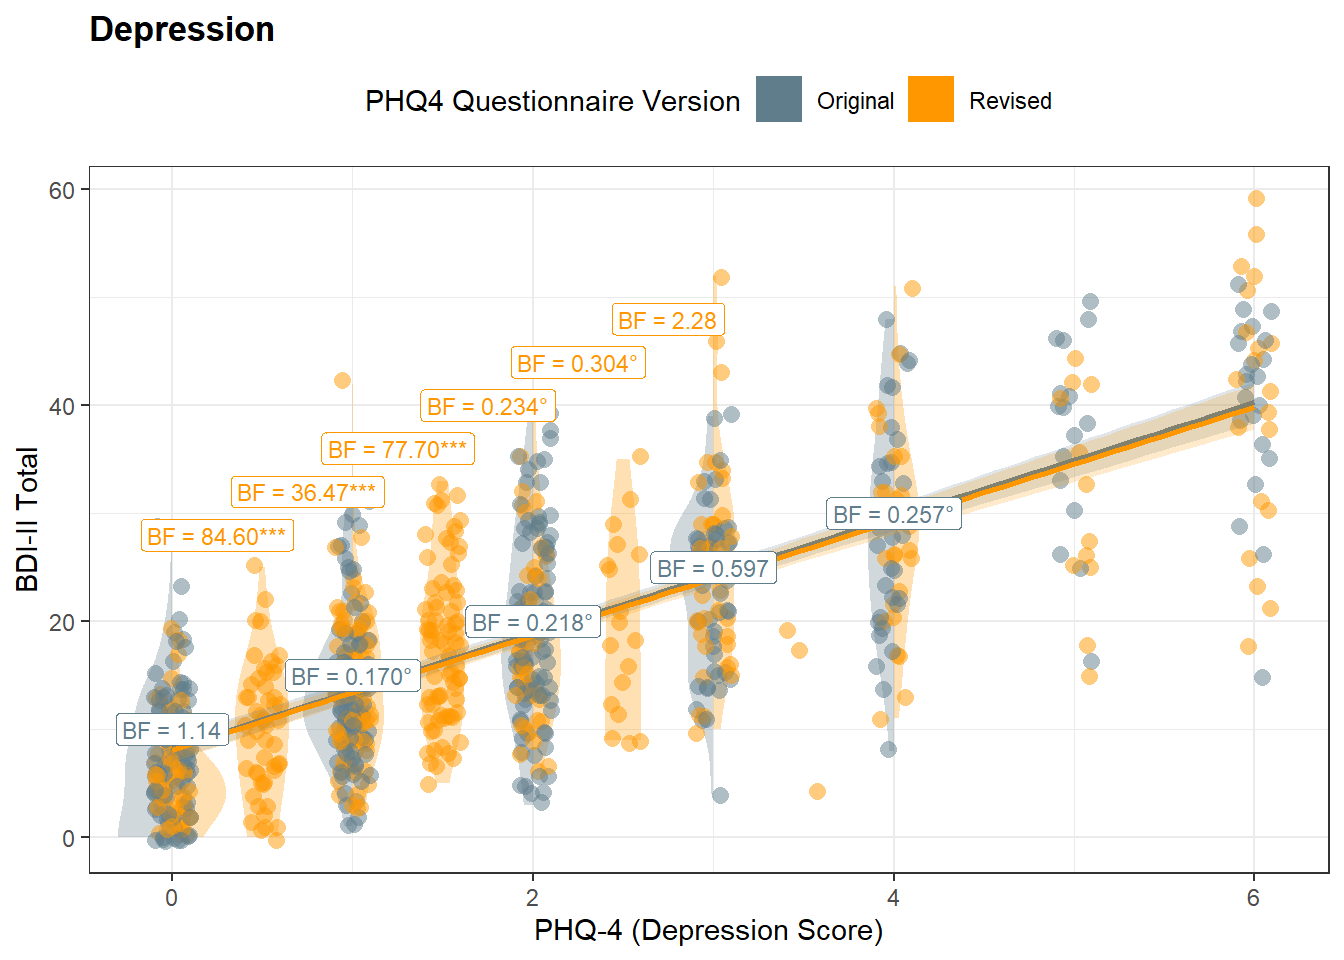 Depression
PHQ4 Questionnaire Version Original Revised
60
40
20
0
BDI-II Total
BF = 2.28
BF = 0.304°
BF = 0.234°
BF = 77.70***
BF = 36.47***
BF = 84.60***
BF = 0.257°
BF = 0.597
BF = 0.218°
BF = 0.170°
BF = 1.14
0 2 4 6
PHQ-4 (Depression Score)